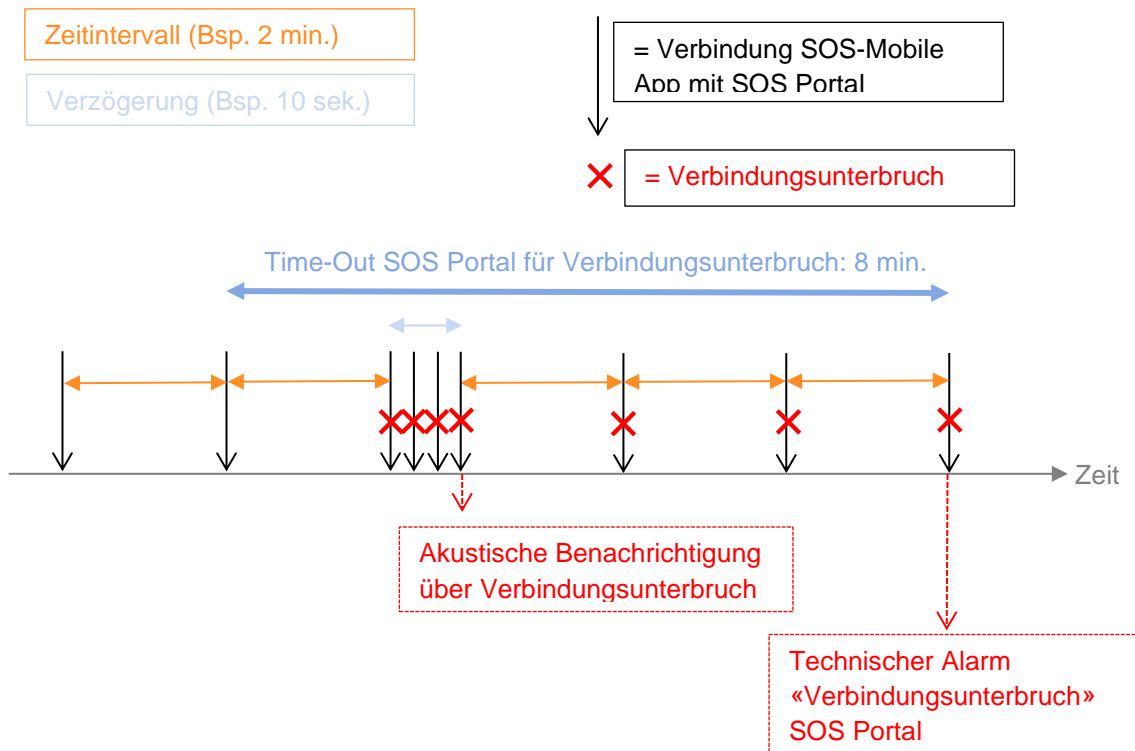 Zeitintervall (Bsp. 2 min.)
Verzögerung (Bsp. 10 sek.)
= Verbindung SOS-Mobile
App mit SOS Portal
= Verbindungsunterbruch
Time-Out SOS Portal für Verbindungsunterbruch: 8 min.
Zeit
Akustische Benachrichtigung
über Verbindungsunterbruch
Technischer Alarm
«Verbindungsunterbruch»
SOS Portal